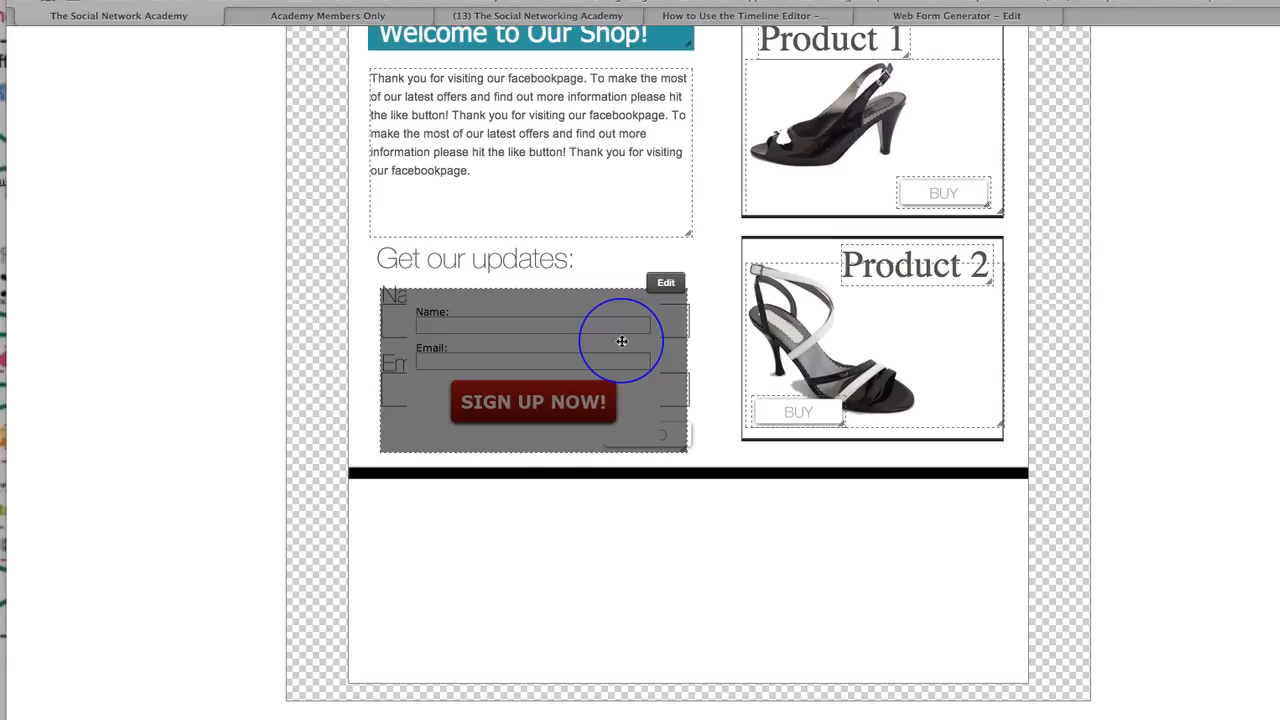 The Social Network Academy
Academy Members Only
(13) The Social Networking Academy
How to Use the Timeline Editor -...
Web Form Generator – Edit
Welcome to Our Shop!
Thank you for visiting our facebookpage. To make the most
of our latest offers and find out more information please hit
the like button! Thank you for visiting our facebookpage. To
make the most of our latest offers and find out more
information please hit the like button! Thank you for visiting
our facebookpage.
Get our updates:
Edit
Na
Name:
Email:
Em
SIGN UP NOW!
Product 1
BUY
Product 2
BUY